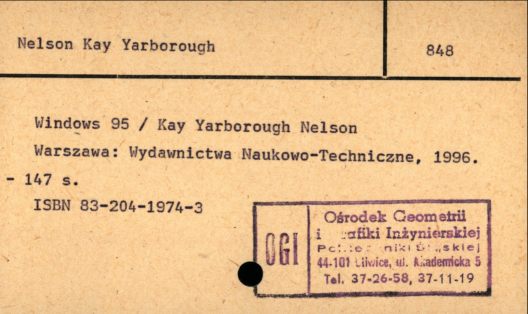 Nelson Kay Yarborough
848
Windows 95 / Kay Yarborough Nelson
Warszawa: Wydawnictwa Naukowo-Techniczne, 1996.
- 147 s.
ISBN 83-204-1974-3
OGI
Ośrodek Geometrii
i Inżynierskiej
44-101 ul. Akademicka 5
Tel. 37-26-58, 37-11-19